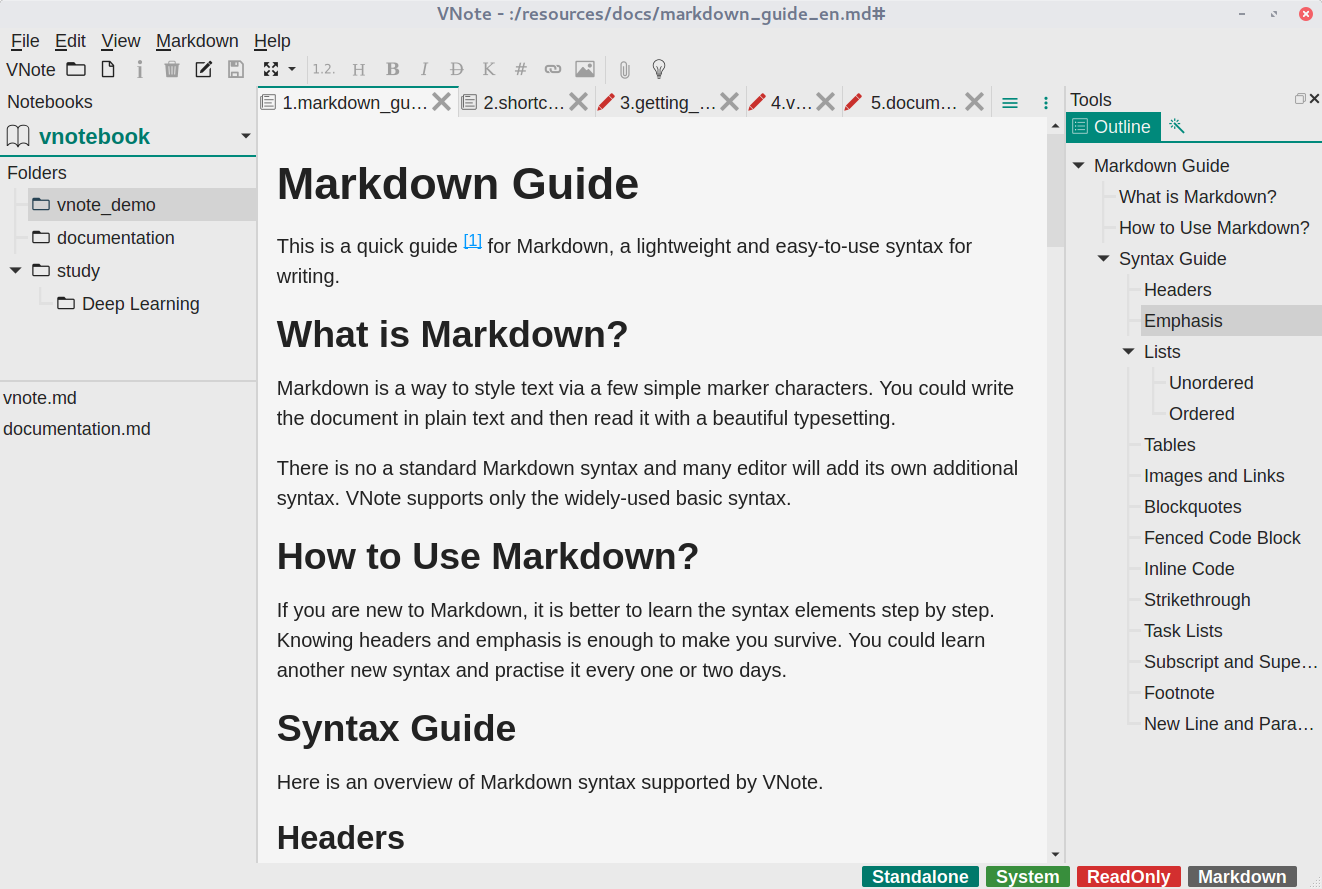 VNote - :/resources/docs/markdown_guide_en.md#
File Edit View Markdown Help
VNote 1.2. H B I D K #
Notebooks
vnotebook
Folders
vnote_demo
documentation
study
Deep Learning
vnote.md
documentation.md
1.markdown_gu... 2.shortc... 3.getting_... 4.v... 5.docum...
Markdown Guide
This is a quick guide [1] for Markdown, a lightweight and easy-to-use syntax for
writing.
What is Markdown?
Markdown is a way to style text via a few simple marker characters. You could write
the document in plain text and then read it with a beautiful typesetting.
There is no a standard Markdown syntax and many editor will add its own additional
syntax. VNote supports only the widely-used basic syntax.
How to Use Markdown?
If you are new to Markdown, it is better to learn the syntax elements step by step.
Knowing headers and emphasis is enough to make you survive. You could learn
another new syntax and practise it every one or two days.
Syntax Guide
Here is an overview of Markdown syntax supported by VNote.
Headers
Tools
Outline
Markdown Guide
What is Markdown?
How to Use Markdown?
Syntax Guide
Headers
Emphasis
Lists
Unordered
Ordered
Tables
Images and Links
Blockquotes
Fenced Code Block
Inline Code
Strikethrough
Task Lists
Subscript and Supe...
Footnote
New Line and Para...
Standalone System ReadOnly Markdown